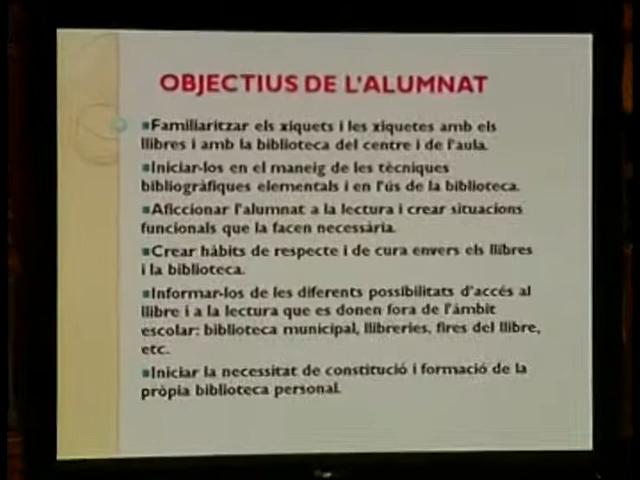 OBJECTIUS DE L'ALUMNAT
Familiaritzar els xiquets i les xiquetes amb els
llibres i amb la biblioteca del centre i de l'aula.
Iniciar-los en el maneig de les tècniques
bibliogràfiques elementals i en l'ús de la biblioteca.
Aficcionar l'alumnat a la lectura i crear situacions
funcionals que la facen necessària.
Crear hàbits de respecte i de cura envers els llibres
i la biblioteca.
Informar-los de les diferents possibilitats d'accés al
llibre i a la lectura que es donen fora de l'àmbit
escolar: biblioteca municipal, llibreries, fires del llibre,
etc.
Iniciar la necessitat de constitució i formació de la
pròpia biblioteca personal.